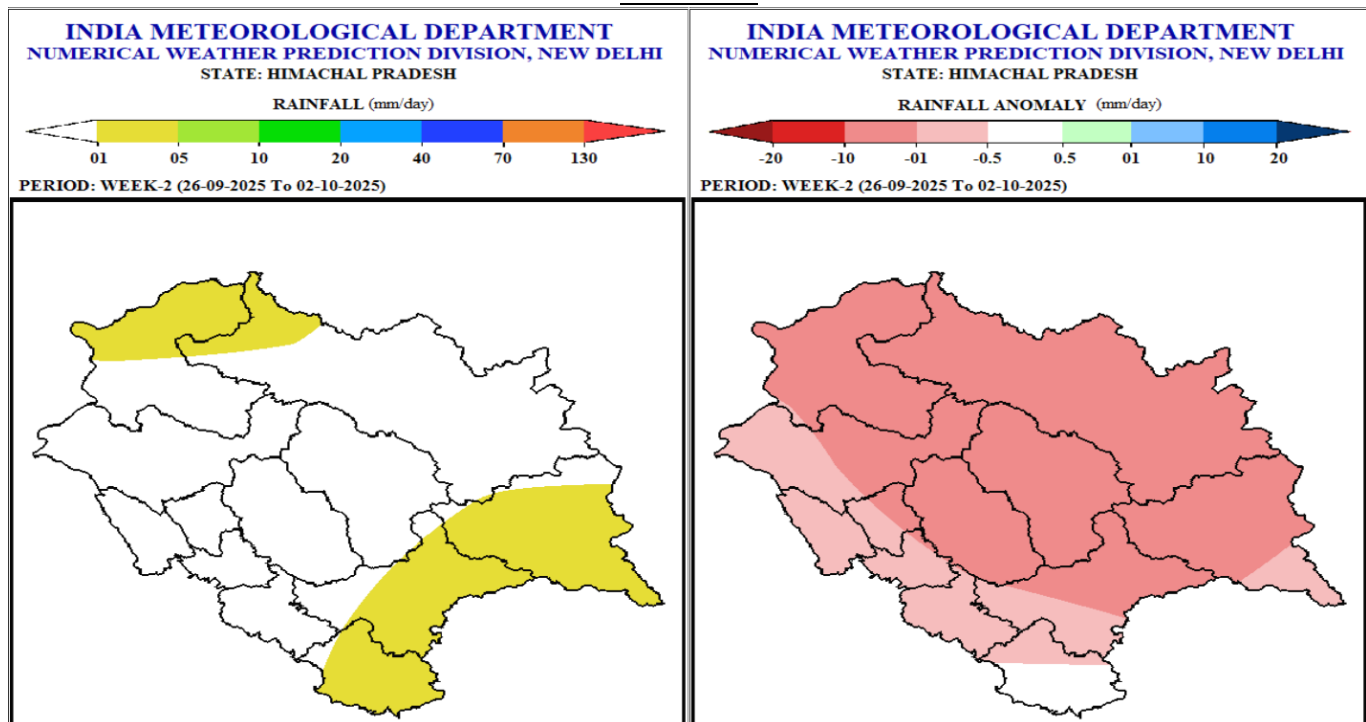 INDIA METEOROLOGICAL DEPARTMENT
NUMERICAL WEATHER PREDICTION DIVISION, NEW DELHI
STATE: HIMACHAL PRADESH
RAINFALL (mm/day)
01 05 10 20 40 70 130
PERIOD: WEEK-2 (26-09-2025 To 02-10-2025)
INDIA METEOROLOGICAL DEPARTMENT
NUMERICAL WEATHER PREDICTION DIVISION, NEW DELHI
STATE: HIMACHAL PRADESH
RAINFALL ANOMALY (mm/day)
-20 -10 -01 -0.5 0.5 01 10 20
PERIOD: WEEK-2 (26-09-2025 To 02-10-2025)